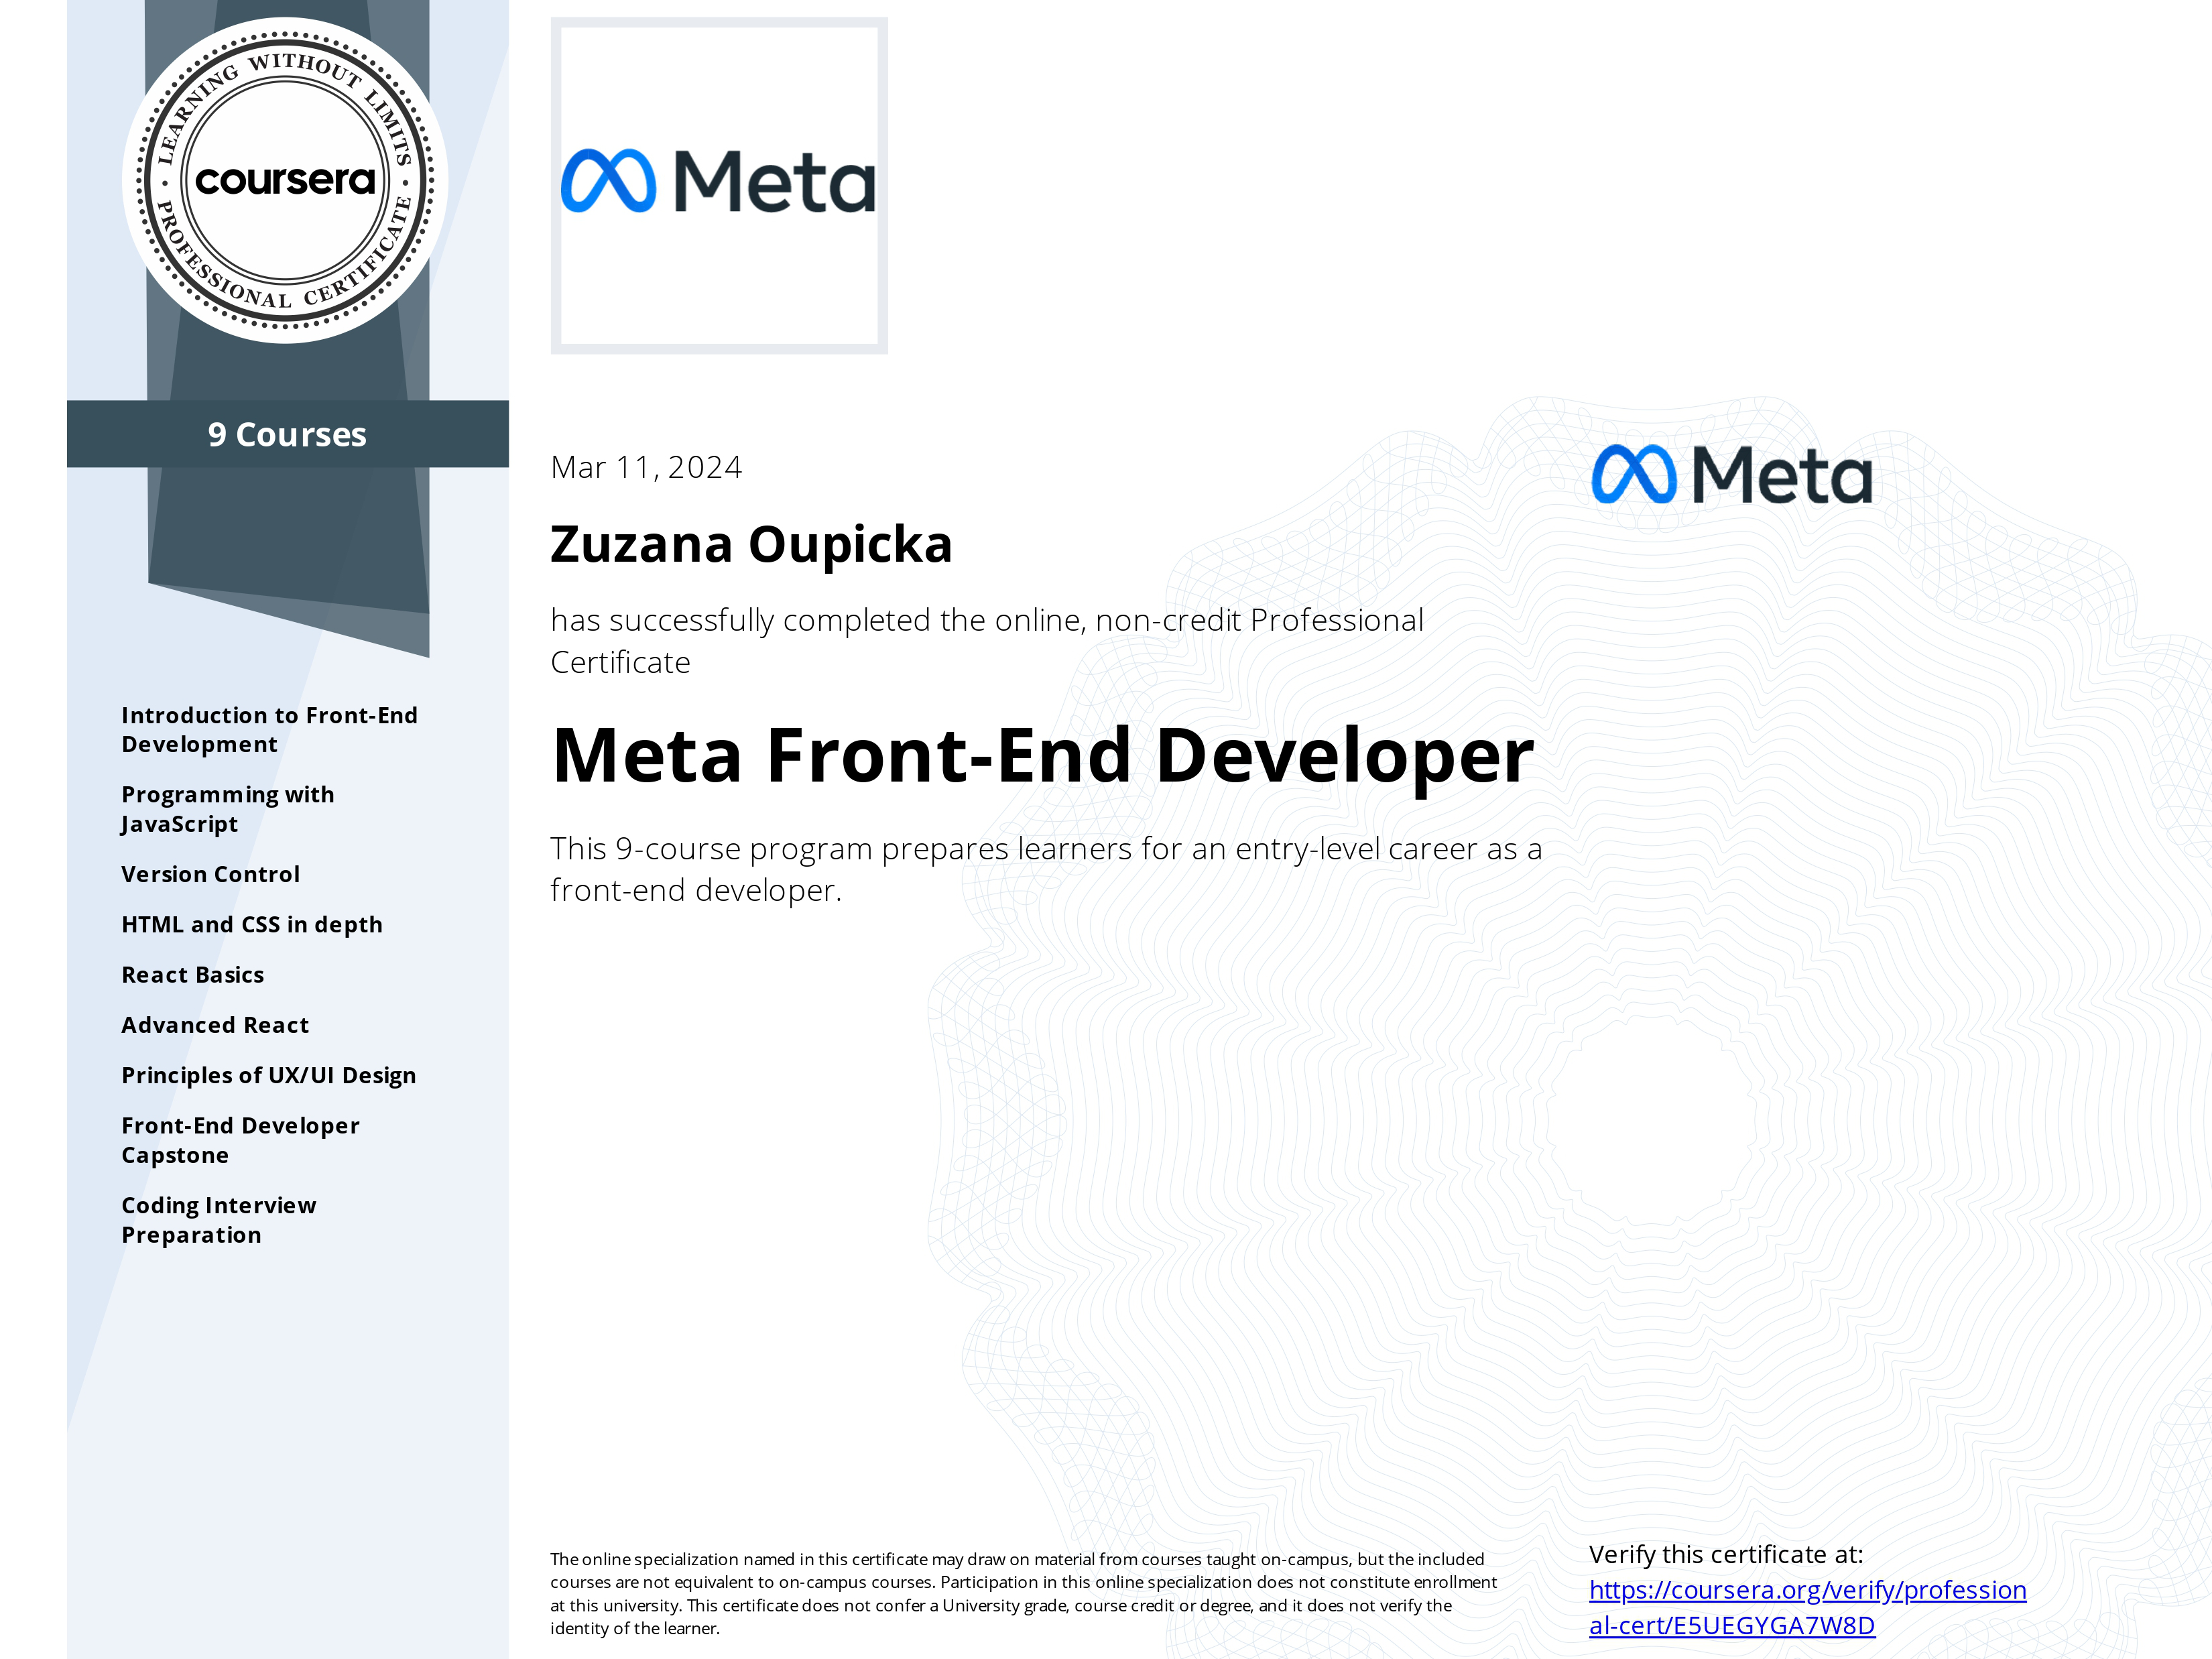 LEARNING WITHOUT LIMITS
coursera
PROFESSIONAL CERTIFICATE
9 Courses
Introduction to Front-End
Development
Programming with
JavaScript
Version Control
HTML and CSS in depth
React Basics
Advanced React
Principles of UX/UI Design
Front-End Developer
Capstone
Coding Interview
Preparation
Meta
Mar 11, 2024
Zuzana Oupicka
has successfully completed the online, non-credit Professional
Certificate
Meta Front-End Developer
This 9-course program prepares learners for an entry-level career as a
front-end developer.
Meta
The online specialization named in this certificate may draw on material from courses taught on-campus, but the included
courses are not equivalent to on-campus courses. Participation in this online specialization does not constitute enrollment
at this university. This certificate does not confer a University grade, course credit or degree, and it does not verify the
identity of the learner.
Verify this certificate at:
https://coursera.org/verify/profession
al-cert/E5UEGYGA7W8D